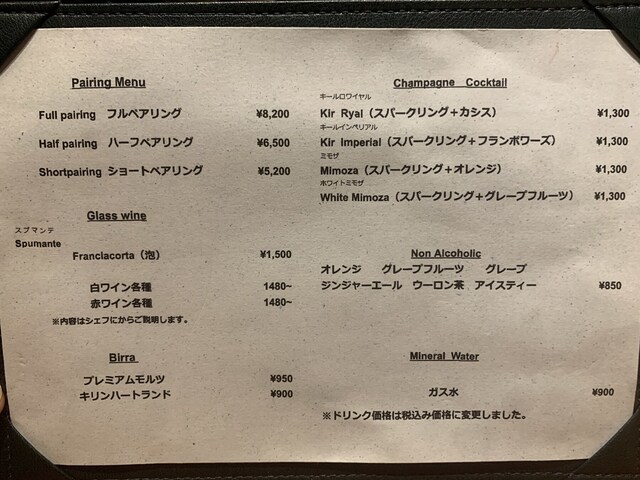 Pairing Menu
Full pairing フルペアリング ¥8,200
Half pairing ハーフペアリング ¥6,500
Shortpairing ショートペアリング ¥5,200
Glass wine
スプマンテ
Spumante
Franciacorta（泡） ¥1,500
白ワイン各種 1480~
赤ワイン各種 1480~
※内容はシェフにからご説明します。
Birra
プレミアムモルツ ¥950
キリンハートランド ¥900
Champagne Cocktail
キールロワイヤル
Kir Ryal（スパークリング＋カシス） ¥1,300
キールインペリアル
Kir Imperial（スパークリング＋フランボワーズ） ¥1,300
ミモザ
Mimoza（スパークリング＋オレンジ） ¥1,300
ホワイトミモザ
White Mimoza（スパークリング＋グレープフルーツ） ¥1,300
Non Alcoholic
オレンジ グレープフルーツ グレープ
ジンジャーエール ウーロン茶 アイスティー ¥850
Mineral Water
ガス水 ¥900
※ドリンク価格は税込み価格に変更しました。